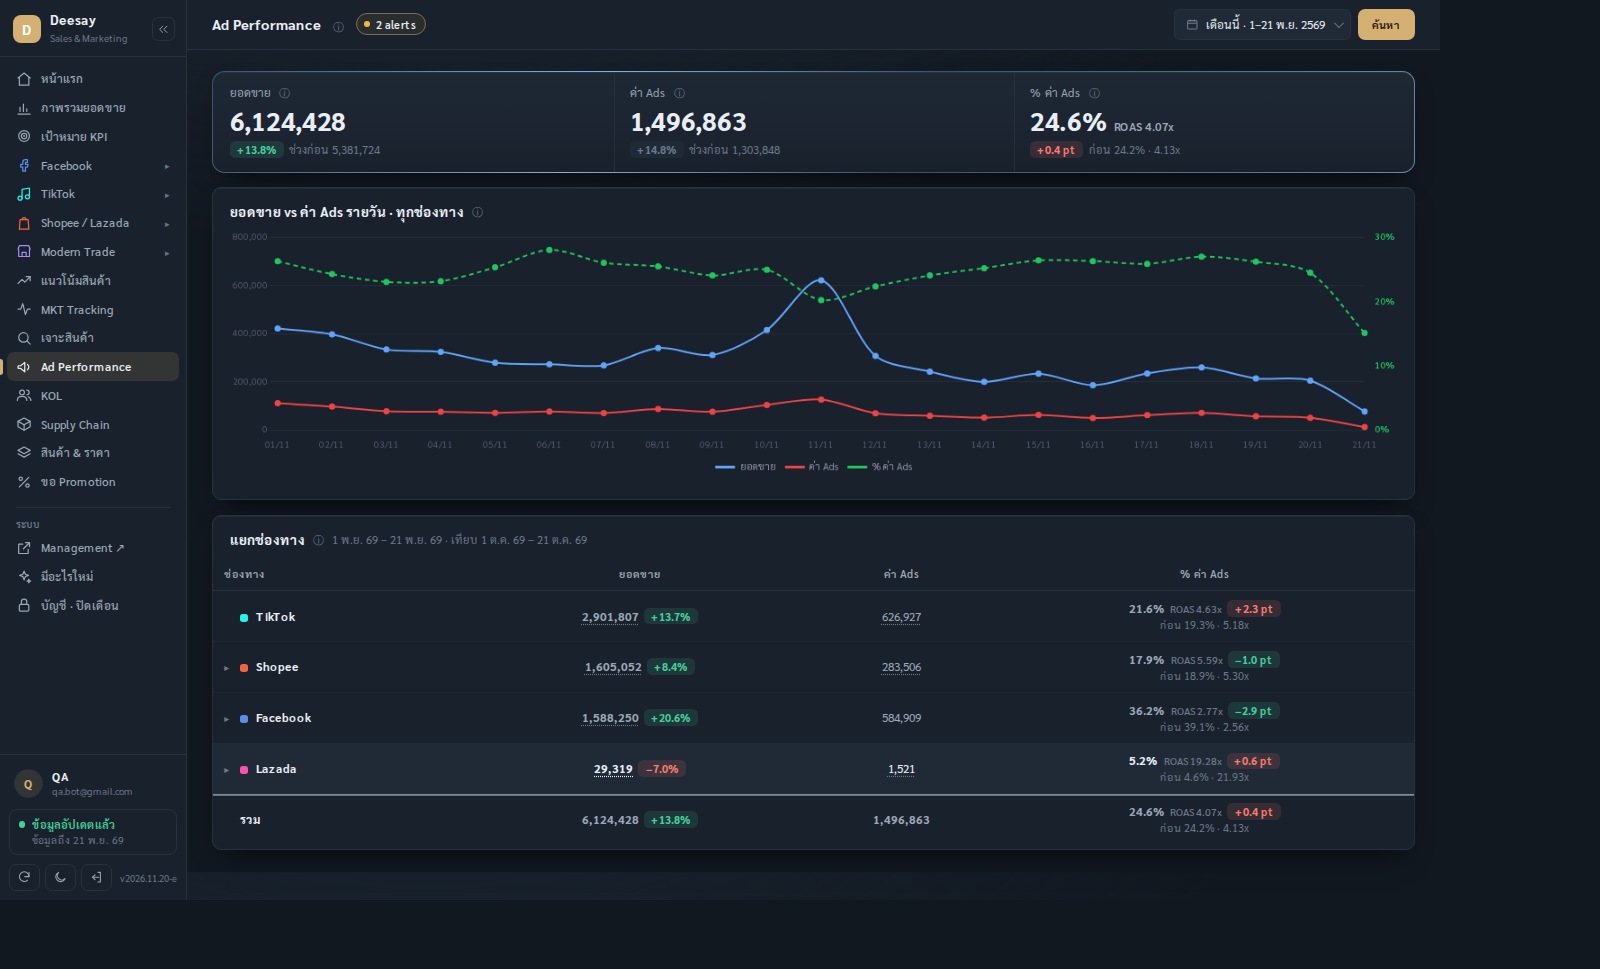 D
Deesay
Sales & Marketing
หน้าแรก
ภาพรวมยอดขาย
เป้าหมาย KPI
Facebook
TikTok
Shopee / Lazada
Modern Trade
แนวโน้มสินค้า
MKT Tracking
เจาะสินค้า
Ad Performance
KOL
Supply Chain
สินค้า & ราคา
ขอ Promotion
ระบบ
Management ↗
มีอะไรใหม่
บัญชี · ปิดเดือน
Q
QA
qa.bot@gmail.com
ข้อมูลอัปเดตแล้ว
ข้อมูลถึง 21 พ.ย. 69
v2026.11.20-e
Ad Performance ⓘ 2 alerts
เดือนนี้ · 1–21 พ.ย. 2569 ค้นหา
ยอดขาย ⓘ
6,124,428
+13.8% ช่วงก่อน 5,381,724
ค่า Ads ⓘ
1,496,863
+14.8% ช่วงก่อน 1,303,848
% ค่า Ads ⓘ
24.6% ROAS 4.07x
+0.4 pt ก่อน 24.2% · 4.13x
ยอดขาย vs ค่า Ads รายวัน · ทุกช่องทาง ⓘ
800,000
600,000
400,000
200,000
0
30%
20%
10%
0%
01/11 02/11 03/11 04/11 05/11 06/11 07/11 08/11 09/11 10/11 11/11 12/11 13/11 14/11 15/11 16/11 17/11 18/11 19/11 20/11 21/11
ยอดขาย ค่า Ads % ค่า Ads
แยกช่องทาง ⓘ 1 พ.ย. 69 – 21 พ.ย. 69 · เทียบ 1 ต.ค. 69 – 21 ต.ค. 69
ช่องทาง ยอดขาย ค่า Ads % ค่า Ads
TikTok 2,901,807 +13.7% 626,927 21.6% ROAS 4.63x +2.3 pt
ก่อน 19.3% · 5.18x
▸ Shopee 1,605,052 +8.4% 283,506 17.9% ROAS 5.59x −1.0 pt
ก่อน 18.9% · 5.30x
▸ Facebook 1,588,250 +20.6% 584,909 36.2% ROAS 2.77x −2.9 pt
ก่อน 39.1% · 2.56x
▸ Lazada 29,319 −7.0% 1,521 5.2% ROAS 19.28x +0.6 pt
ก่อน 4.6% · 21.93x
รวม 6,124,428 +13.8% 1,496,863 24.6% ROAS 4.07x +0.4 pt
ก่อน 24.2% · 4.13x